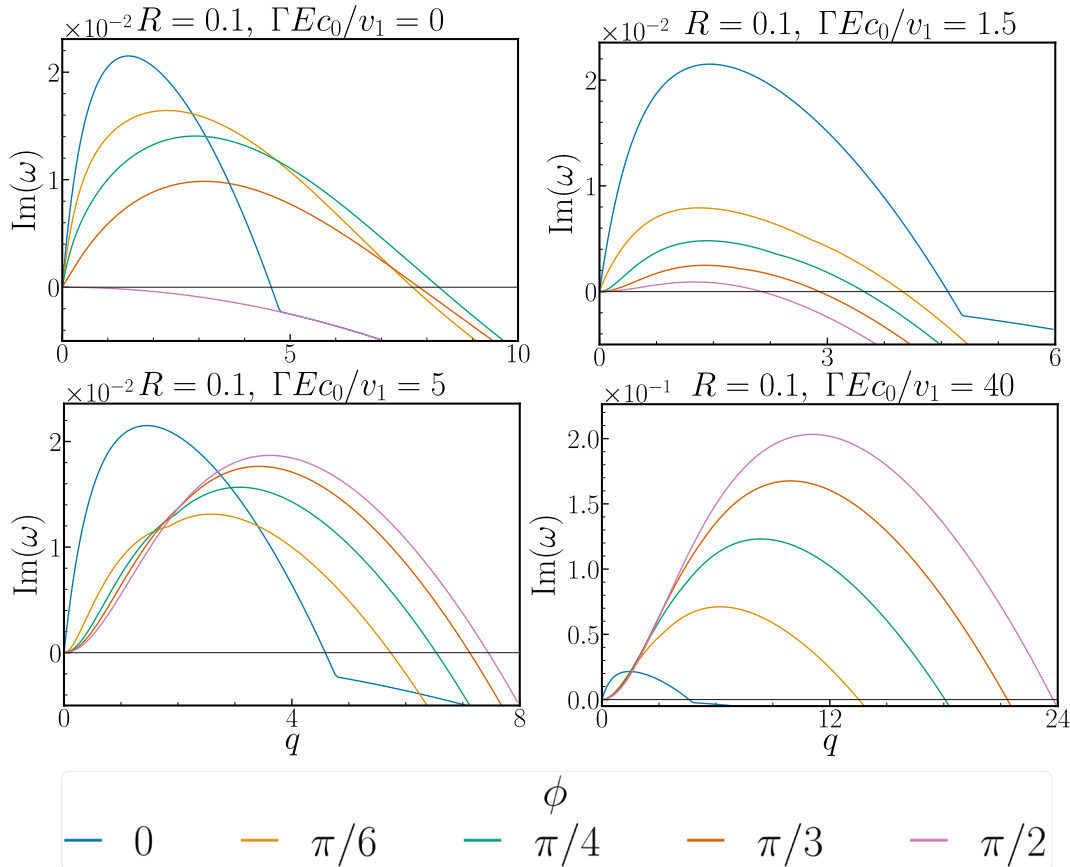 ×10⁻² R = 0.1, ΓEc₀/v₁ = 0
Im(ω)
2
1
0
0 5 10
×10⁻² R = 0.1, ΓEc₀/v₁ = 1.5
Im(ω)
2
1
0
0 3 6
×10⁻² R = 0.1, ΓEc₀/v₁ = 5
Im(ω)
2
1
0
0 4 8
q
×10⁻¹ R = 0.1, ΓEc₀/v₁ = 40
Im(ω)
2.0
1.5
1.0
0.5
0.0
0 12 24
q
ϕ
0 π/6 π/4 π/3 π/2